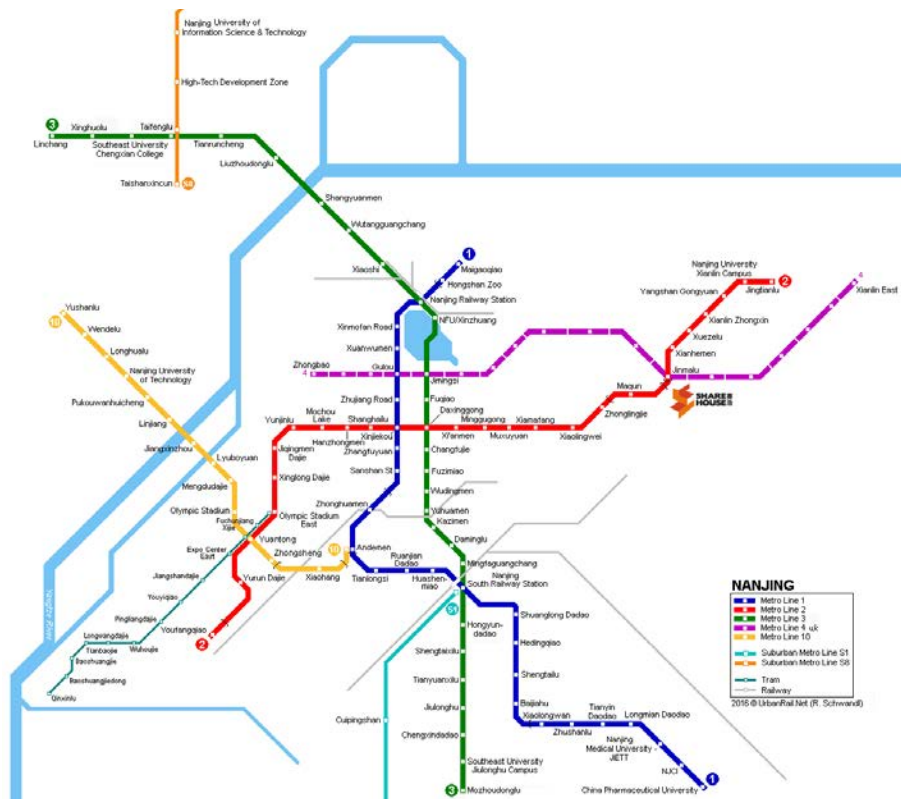 Nanjing University of
Information Science & Technology
High-Tech Development Zone
3
Linchang
Xinghuolu
Southeast University
Chengxian College
Taifenglu
Tianruncheng
Liuzhoudonglu
Taishanxincun
S8
Shangyuanmen
Wutangguangchang
Xiaoshi
1
Maigaoqiao
Hongshan Zoo
Nanjing Railway Station
NFU/Xinzhuang
Nanjing University
Xianlin Campus
2
Jingtianlu
Yangshan Gongyuan
Xianlin Zhongxin
Xuezelu
Xianhemen
Jinmalu
4
Xianlin East
Yushanlu
10
Wendelu
Longhualu
Nanjing University
of Technology
Pukouwanhuicheng
Linjiang
Jiangxinzhou
Lyuboyuan
Mengdudajie
Olympic Stadium
Xinmofan Road
Xuanwumen
Zhongbao
4
Gulou
Jimingsi
Zhujiang Road
Fuqiao
Maqun
Zhonglingjie
SHARE
HOUSE
Yunjinlu
Mochou
Lake
Hanzhongmen
Shanghailu
Xinjiekou
Daxinggong
Xi'anmen
Minggugong
Muxuyuan
Xiamafang
Xiaolingwei
Jiqingmen
Dajie
Zhangfuyuan
Changfujie
Xinglong Dajie
Sanshan St
Fuzimiao
Zhonghuamen
Wudingmen
Olympic Stadium
East
Yuhuamen
Kazimen
Fuchunjiang
Xijie
Yuantong
Expo Center
East
Zhongsheng
10
Andemen
Daminglu
Ruanjian
Dadao
Mingfaguangchang
Jiangshandajie
Yurun Dajie
Xiaohang
Tianlongsi
Huashen-
miao
Nanjing
South Railway Station
Youyiqiao
S1
Pingliangdajie
Youfangqiao
2
Shuanglong Dadao
Hongyun-
dadao
Longwangdajie
Tianbaojie
Wuhoujie
Hedingqiao
Baoshuangjie
Shengtaixilu
Baoshuangjiedong
Tianyuanxilu
Shengtailu
Qinxinlu
Yangtze River
Jiulonghu
Baijiahu
Cuipingshan
Chengxindadao
Xiaolongwan
Zhushanlu
Tianyin
Dadao
Longmian Dadao
Nanjing
Medical University -
JIETT
Southeast University
Jiulonghu Campus
NJCI
3
Mozhoudonglu
China Pharmaceutical University
1
NANJING
Metro Line 1
Metro Line 2
Metro Line 3
Metro Line 4 u/c
Metro Line 10
Suburban Metro Line S1
Suburban Metro Line S8
Tram
Railway
2016 © UrbanRail.Net (R. Schwandl)